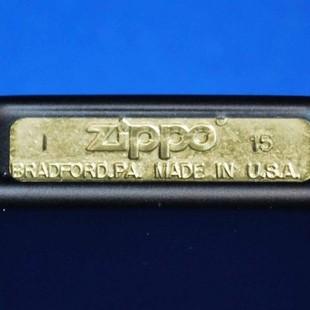 I zippo® 15
BRADFORD,PA. MADE IN U.S.A.